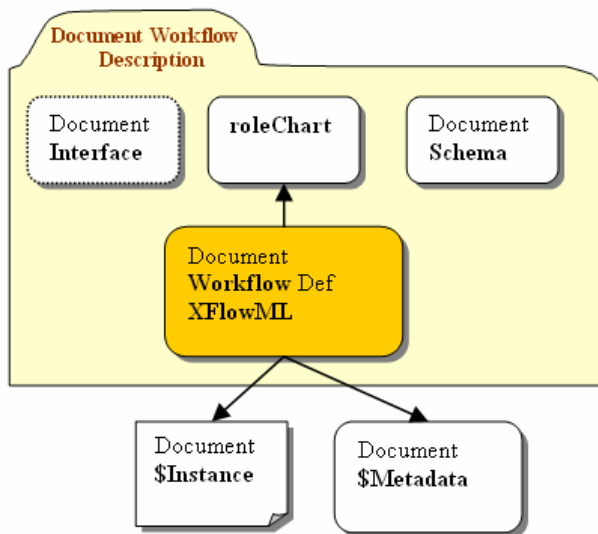 Document Workflow
Description
Document
Interface
roleChart
Document
Schema
Document
Workflow Def
XFlowML
Document
$Instance
Document
$Metadata